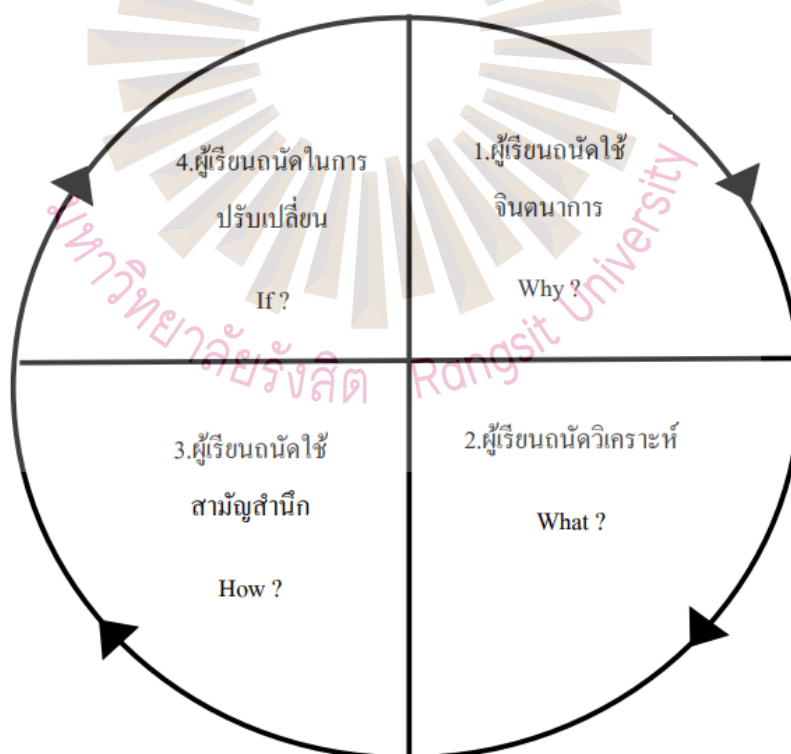 1.ผู้เรียนถนัดใช้
จินตนาการ
Why ?
2.ผู้เรียนถนัดวิเคราะห์
What ?
3.ผู้เรียนถนัดใช้
สามัญสำนึก
How ?
4.ผู้เรียนถนัดในการ
ปรับเปลี่ยน
If ?
มหาวิทยาลัยรังสิต Rangsit University